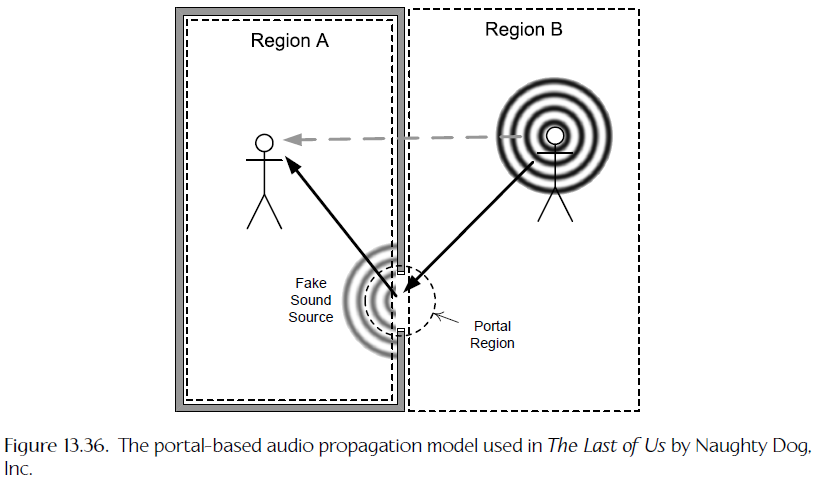 Region A
Region B
Fake
Sound
Source
Portal
Region
Figure 13.36. The portal-based audio propagation model used in The Last of Us by Naughty Dog,
Inc.